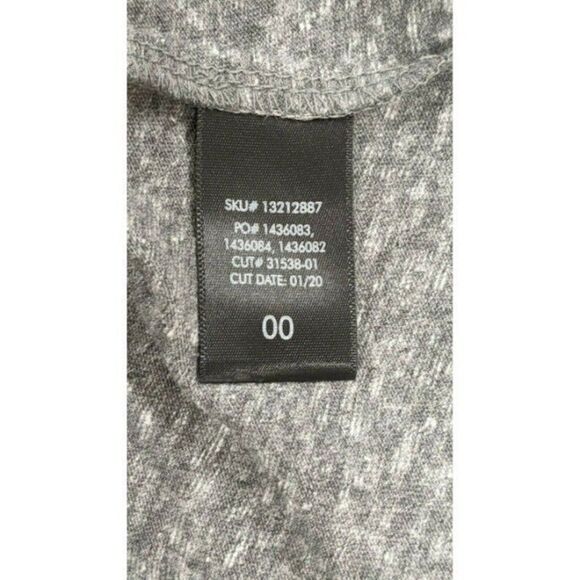 SKU# 13212887
PO# 1436083,
1436084, 1436082
CUT# 31538-01
CUT DATE: 01/20
00